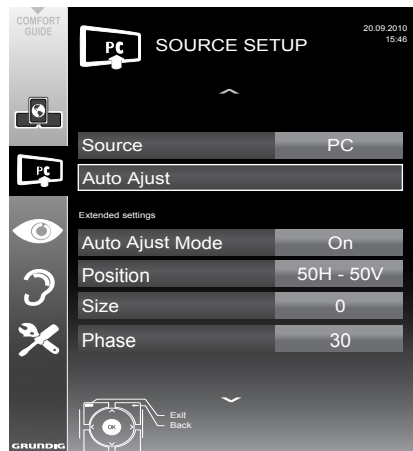 COMFORT
GUIDE
PC
SOURCE SETUP
20.09.2010
15:46
Source PC
PC
Auto Ajust
Extended settings
Auto Ajust Mode On
Position 50H - 50V
Size 0
Phase 30
Exit
Back
OK
GRUNDIG